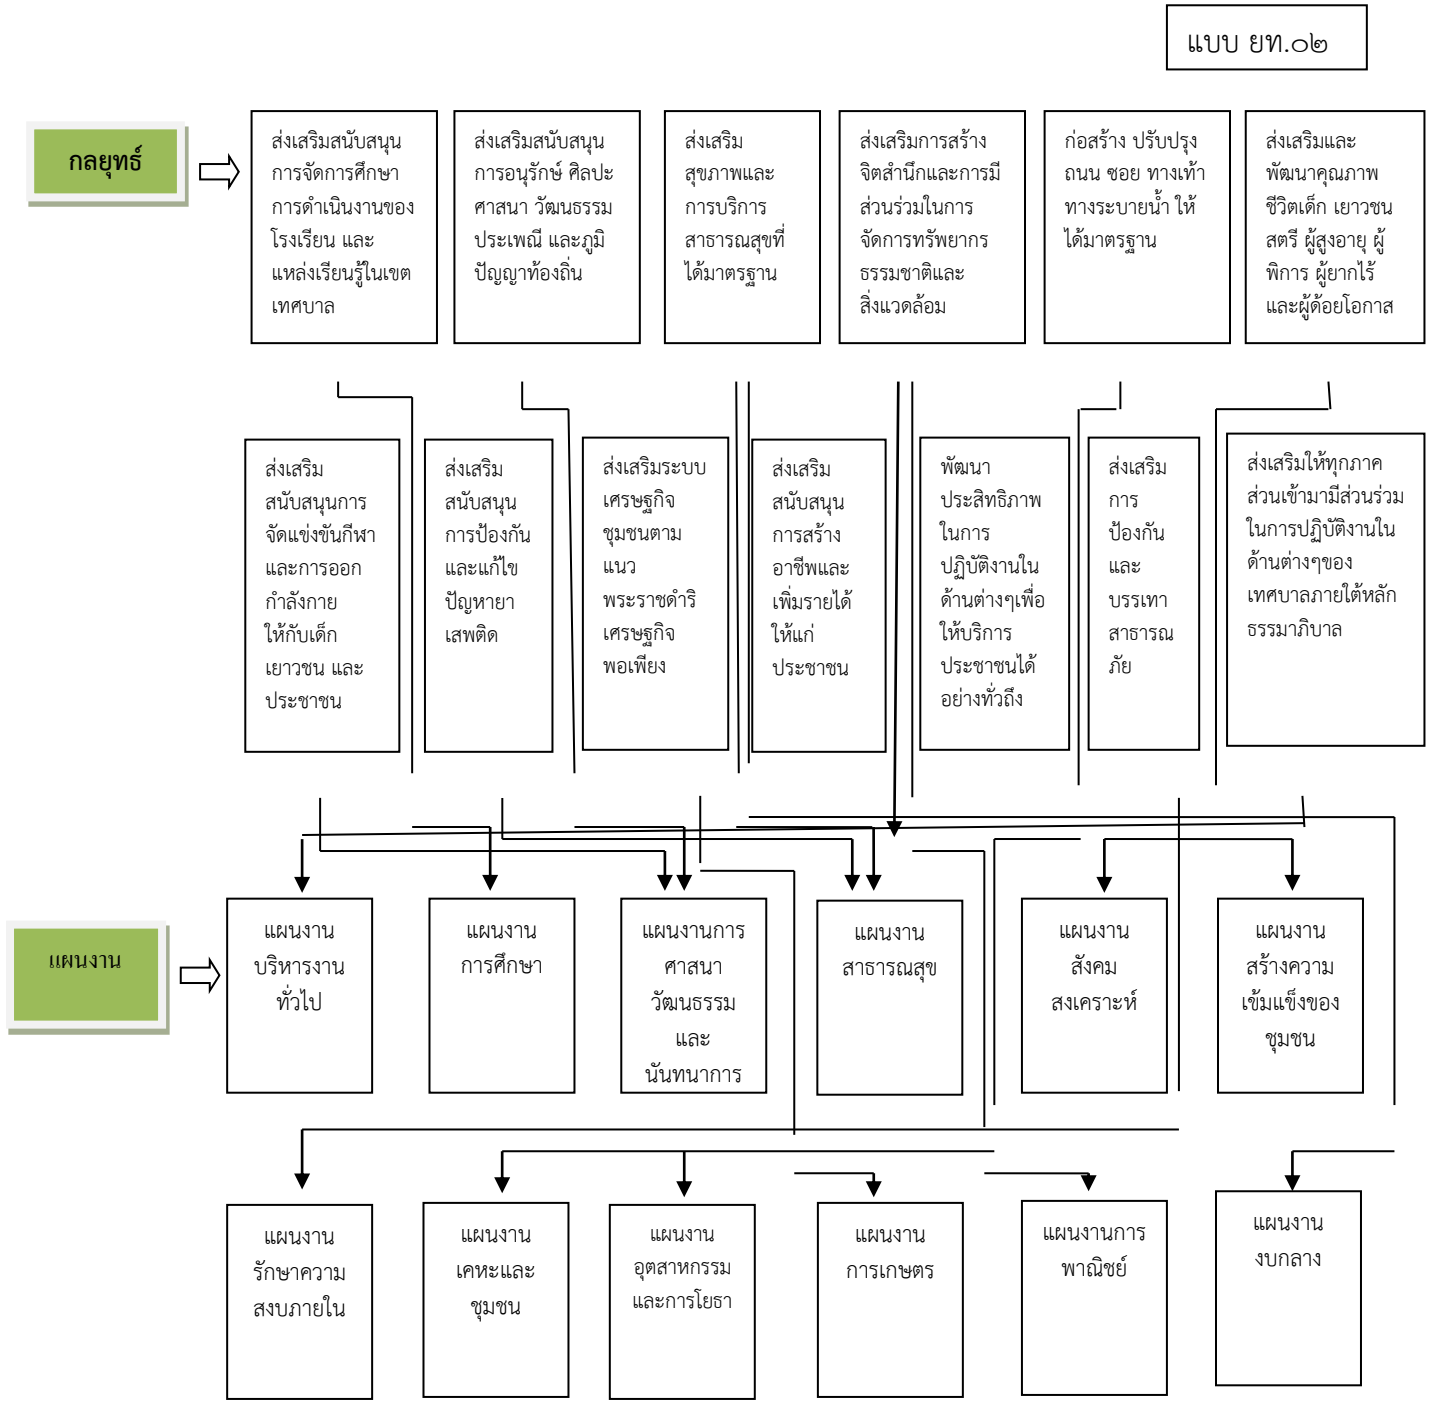 แบบ ยท.๐๒
กลยุทธ์
ส่งเสริมสนับสนุน
การจัดการศึกษา
การดำเนินงานของ
โรงเรียน และ
แหล่งเรียนรู้ในเขต
เทศบาล
ส่งเสริมสนับสนุน
การอนุรักษ์ ศิลปะ
ศาสนา วัฒนธรรม
ประเพณี และภูมิ
ปัญญาท้องถิ่น
ส่งเสริม
สุขภาพและ
การบริการ
สาธารณสุขที่
ได้มาตรฐาน
ส่งเสริมการสร้าง
จิตสำนึกและการมี
ส่วนร่วมในการ
จัดการทรัพยากร
ธรรมชาติและ
สิ่งแวดล้อม
ก่อสร้าง ปรับปรุง
ถนน ซอย ทางเท้า
ทางระบายน้ำ ให้
ได้มาตรฐาน
ส่งเสริมและ
พัฒนาคุณภาพ
ชีวิตเด็ก เยาวชน
สตรี ผู้สูงอายุ ผู้
พิการ ผู้ยากไร้
และผู้ด้อยโอกาส
ส่งเสริม
สนับสนุนการ
จัดแข่งขันกีฬา
และการออก
กำลังกาย
ให้กับเด็ก
เยาวชน และ
ประชาชน
ส่งเสริม
สนับสนุน
การป้องกัน
และแก้ไข
ปัญหายา
เสพติด
ส่งเสริมระบบ
เศรษฐกิจ
ชุมชนตาม
แนว
พระราชดำริ
เศรษฐกิจ
พอเพียง
ส่งเสริม
สนับสนุน
การสร้าง
อาชีพและ
เพิ่มรายได้
ให้แก่
ประชาชน
พัฒนา
ประสิทธิภาพ
ในการ
ปฏิบัติงานใน
ด้านต่างๆเพื่อ
ให้บริการ
ประชาชนได้
อย่างทั่วถึง
ส่งเสริม
การ
ป้องกัน
และ
บรรเทา
สาธารณ
ภัย
ส่งเสริมให้ทุกภาค
ส่วนเข้ามามีส่วนร่วม
ในการปฏิบัติงานใน
ด้านต่างๆของ
เทศบาลภายใต้หลัก
ธรรมาภิบาล
แผนงาน
แผนงาน
บริหารงาน
ทั่วไป
แผนงาน
การศึกษา
แผนงานการ
ศาสนา
วัฒนธรรม
และ
นันทนาการ
แผนงาน
สาธารณสุข
แผนงาน
สังคม
สงเคราะห์
แผนงาน
สร้างความ
เข้มแข็งของ
ชุมชน
แผนงาน
รักษาความ
สงบภายใน
แผนงาน
เคหะและ
ชุมชน
แผนงาน
อุตสาหกรรม
และการโยธา
แผนงาน
การเกษตร
แผนงานการ
พาณิชย์
แผนงาน
งบกลาง